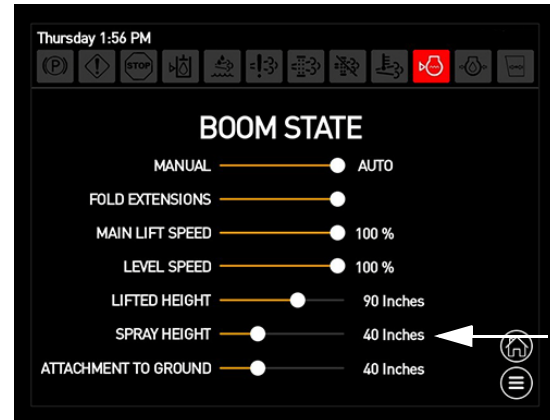 Thursday 1:56 PM
(P) STOP
BOOM STATE
MANUAL AUTO
FOLD EXTENSIONS
MAIN LIFT SPEED 100 %
LEVEL SPEED 100 %
LIFTED HEIGHT 90 Inches
SPRAY HEIGHT 40 Inches
ATTACHMENT TO GROUND 40 Inches